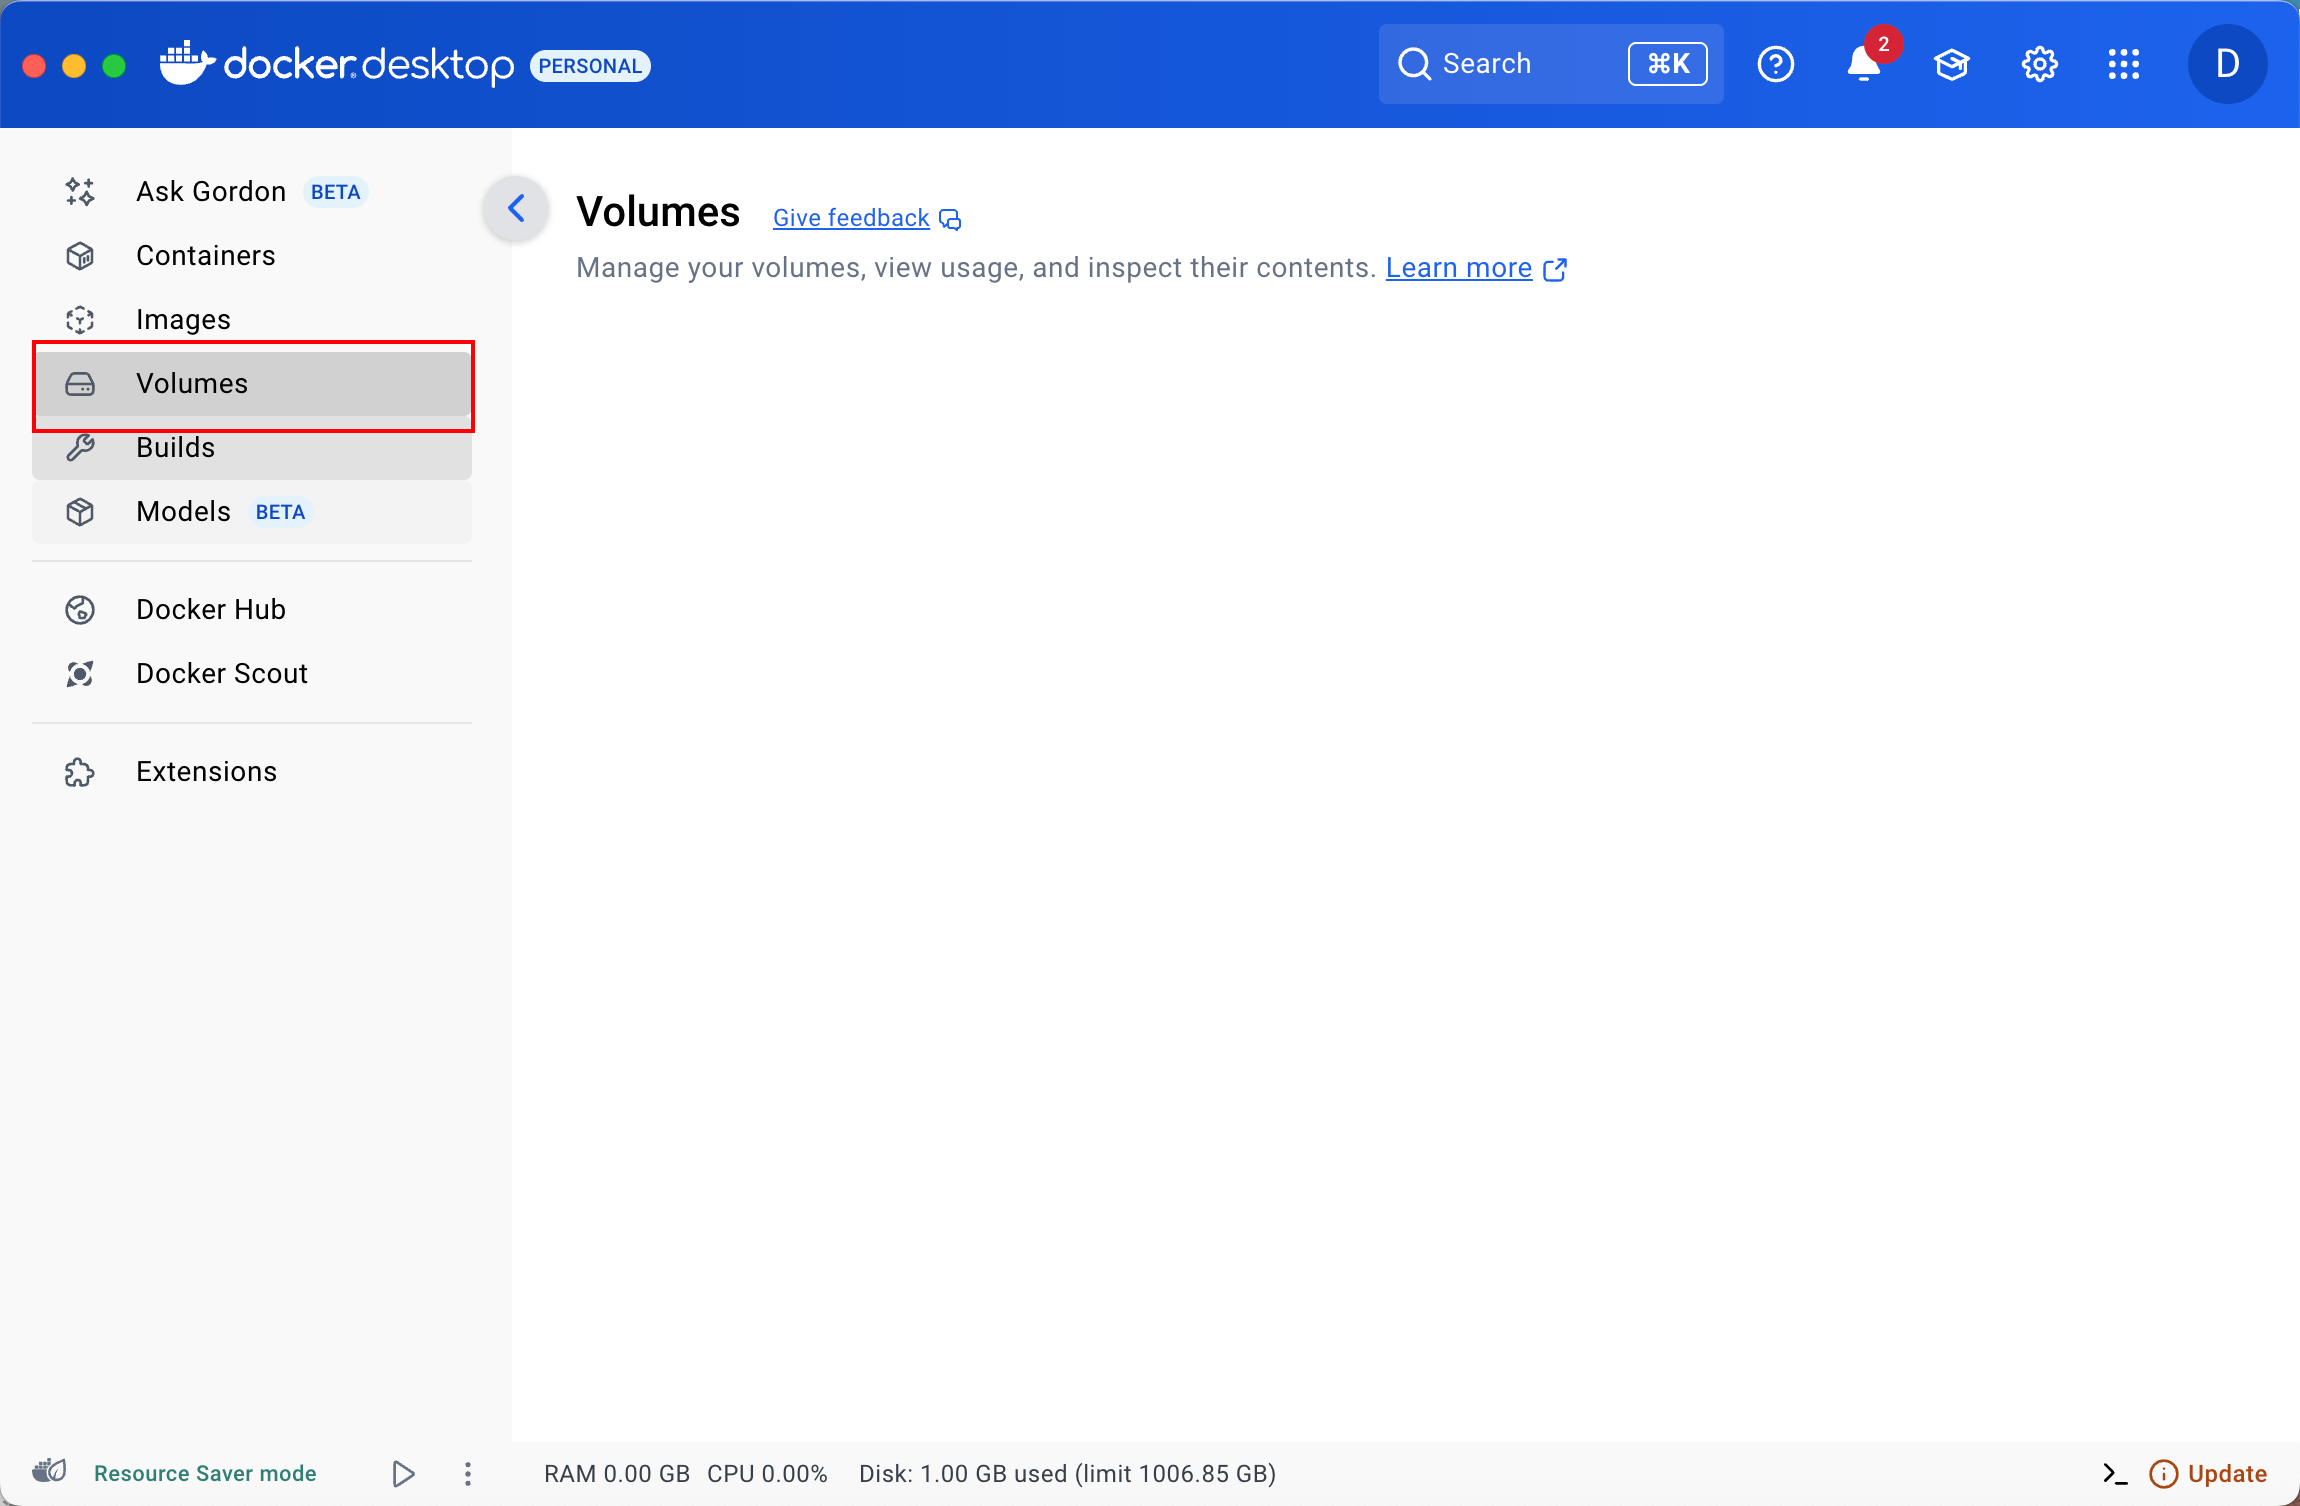 docker desktop PERSONAL
Search ⌘K
2
D
Ask Gordon BETA
Containers
Images
Volumes
Builds
Models BETA
Docker Hub
Docker Scout
Extensions
Volumes Give feedback
Manage your volumes, view usage, and inspect their contents. Learn more
Resource Saver mode
RAM 0.00 GB CPU 0.00% Disk: 1.00 GB used (limit 1006.85 GB)
Update